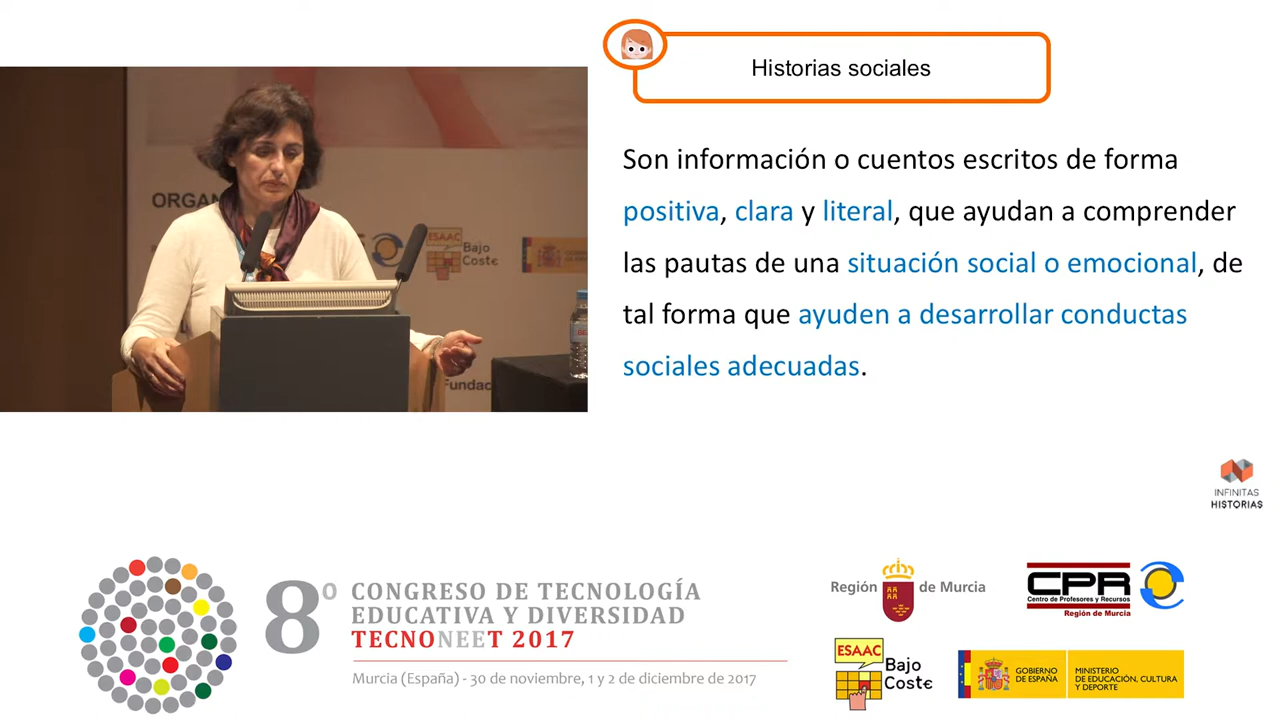 Historias sociales
Son información o cuentos escritos de forma
positiva, clara y literal, que ayudan a comprender
las pautas de una situación social o emocional, de
tal forma que ayuden a desarrollar conductas
sociales adecuadas.
ORGAN
ESAAC
Bajo
Coste
GOBIERNO
DE ESPAÑA
Fundac
INFINITAS
HISTORIAS
8º
CONGRESO DE TECNOLOGÍA
EDUCATIVA Y DIVERSIDAD
TECNONEET 2017
Murcia (España) - 30 de noviembre, 1 y 2 de diciembre de 2017
Región de Murcia
CPR
Centro de Profesores y Recursos
Región de Murcia
ESAAC
Bajo
Coste
GOBIERNO
DE ESPAÑA
MINISTERIO
DE EDUCACIÓN, CULTURA
Y DEPORTE